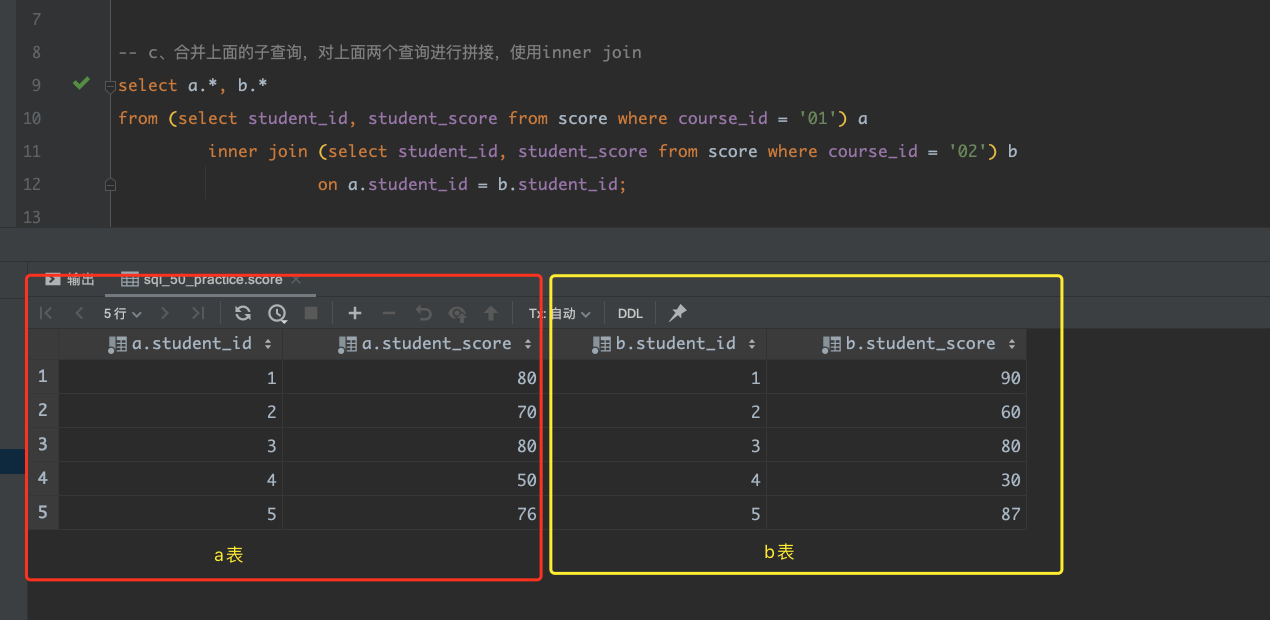 7
8 -- c、合并上面的子查询，对上面两个查询进行拼接，使用inner join
9 select a.*, b.*
10 from (select student_id, student_score from score where course_id = '01') a
11 inner join (select student_id, student_score from score where course_id = '02') b
12 on a.student_id = b.student_id;
13
输出 sql_50_practice.score
5行 Tx: 自动 DDL
a.student_id a.student_score b.student_id b.student_score
1 1 80 1 90
2 2 70 2 60
3 3 80 3 80
4 4 50 4 30
5 5 76 5 87
a表 b表